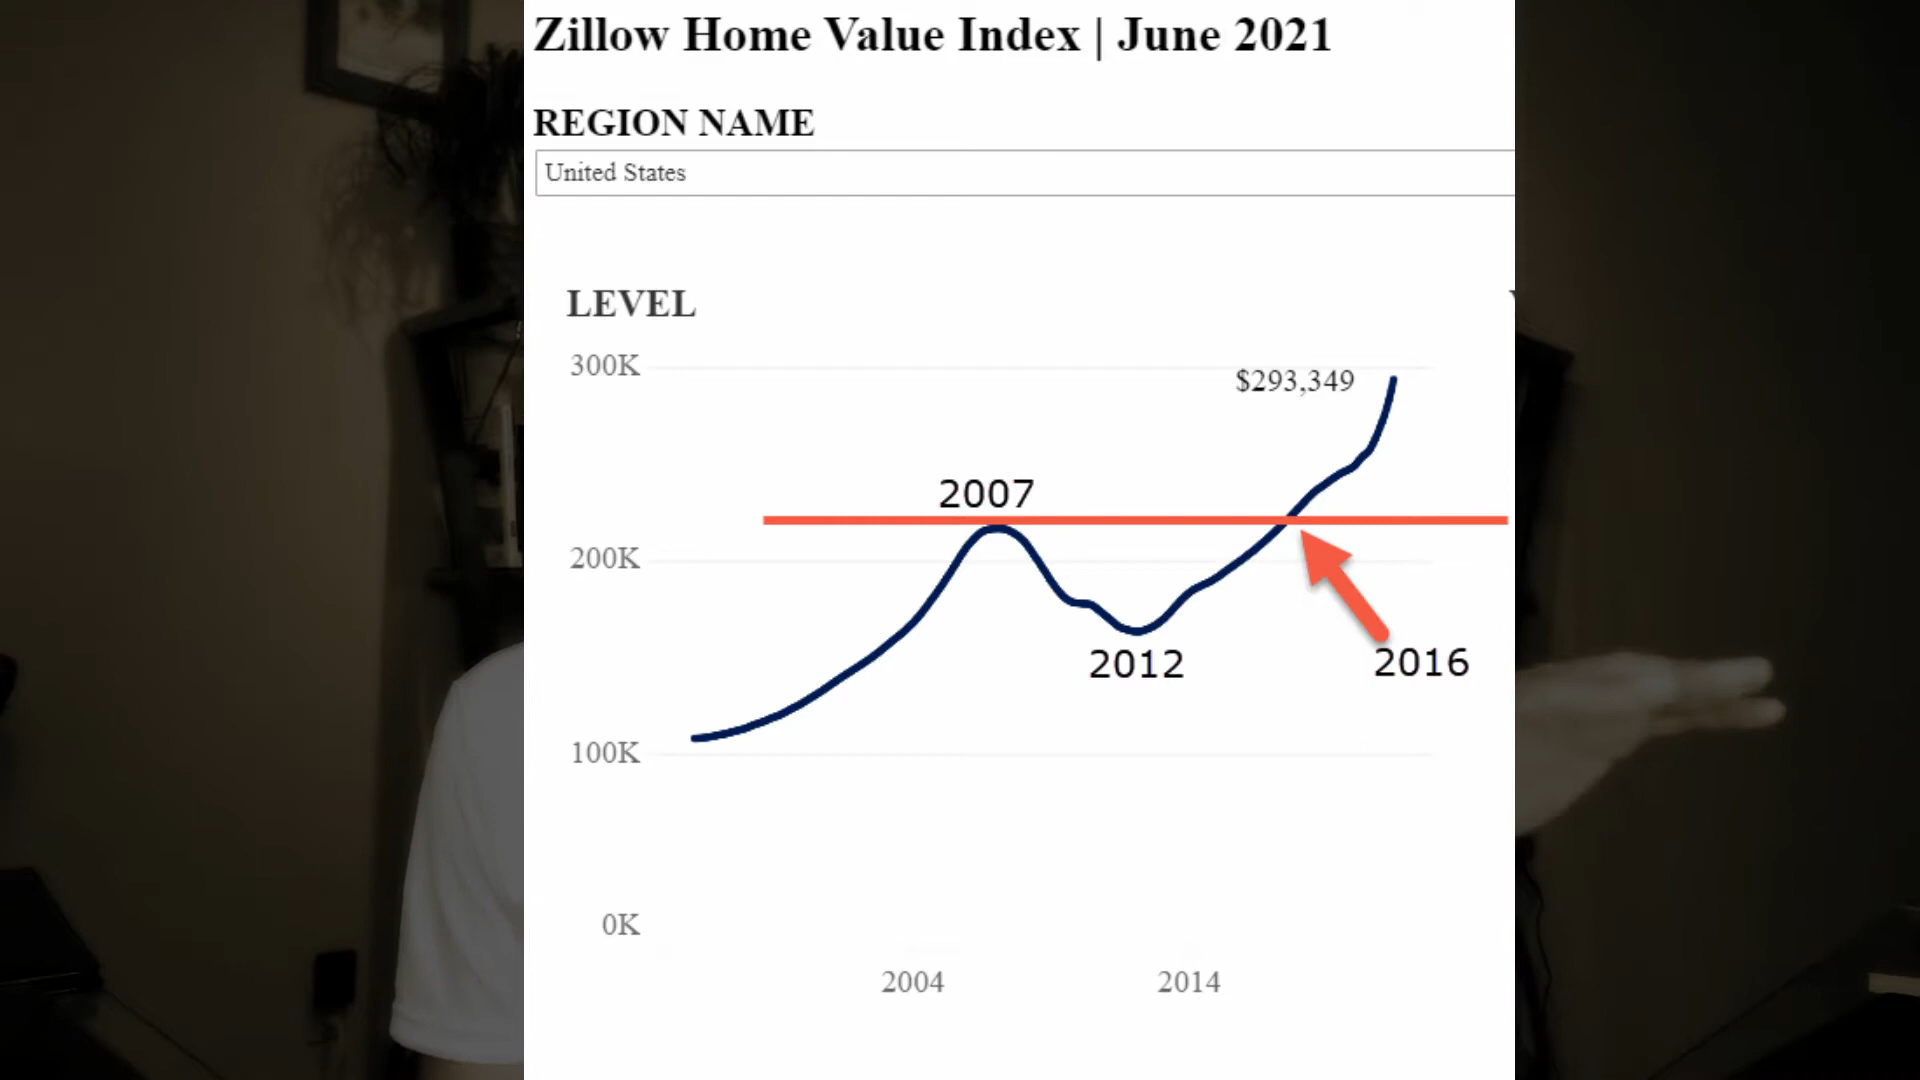 Zillow Home Value Index | June 2021
REGION NAME
United States
LEVEL
300K
$293,349
2007
200K
2012
2016
100K
0K
2004
2014